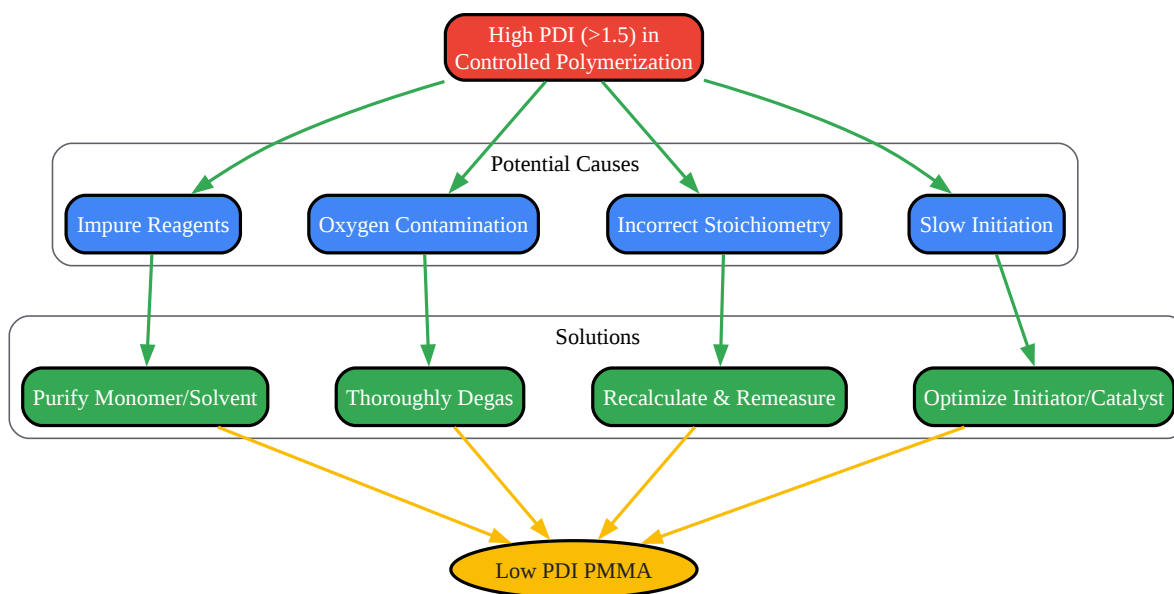 High PDI (>1.5) in
Controlled Polymerization
Potential Causes
Impure Reagents
Oxygen Contamination
Incorrect Stoichiometry
Slow Initiation
Solutions
Purify Monomer/Solvent
Thoroughly Degas
Recalculate & Remeasure
Optimize Initiator/Catalyst
Low PDI PMMA